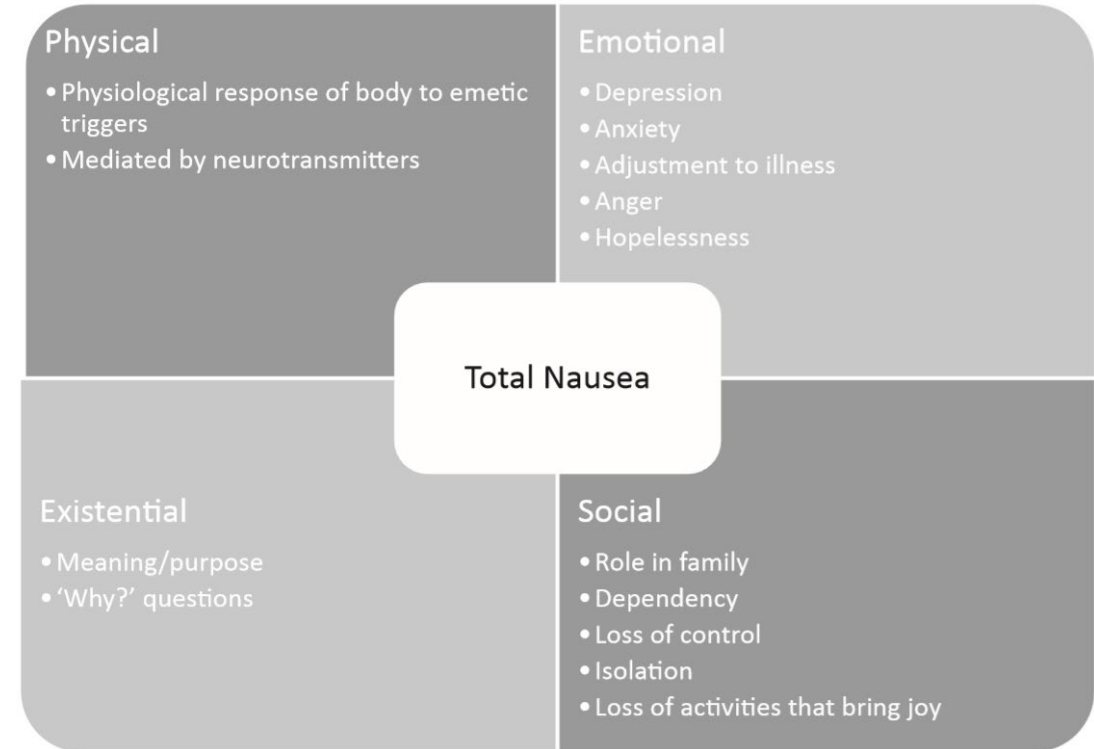 Physical
• Physiological response of body to emetic
triggers
• Mediated by neurotransmitters
Emotional
• Depression
• Anxiety
• Adjustment to illness
• Anger
• Hopelessness
Total Nausea
Existential
• Meaning/purpose
• ‘Why?’ questions
Social
• Role in family
• Dependency
• Loss of control
• Isolation
• Loss of activities that bring joy